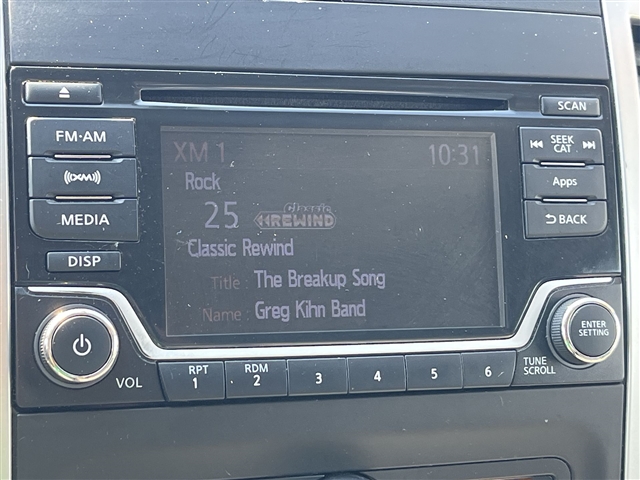 SCAN
FM·AM
XM
MEDIA
DISP
VOL
XM 1 10:31
Rock
25 Classic REWIND
Classic Rewind
Title : The Breakup Song
Name : Greg Kihn Band
SEEK
CAT
Apps
BACK
ENTER
SETTING
TUNE
SCROLL
RPT
1
RDM
2
3
4
5
6